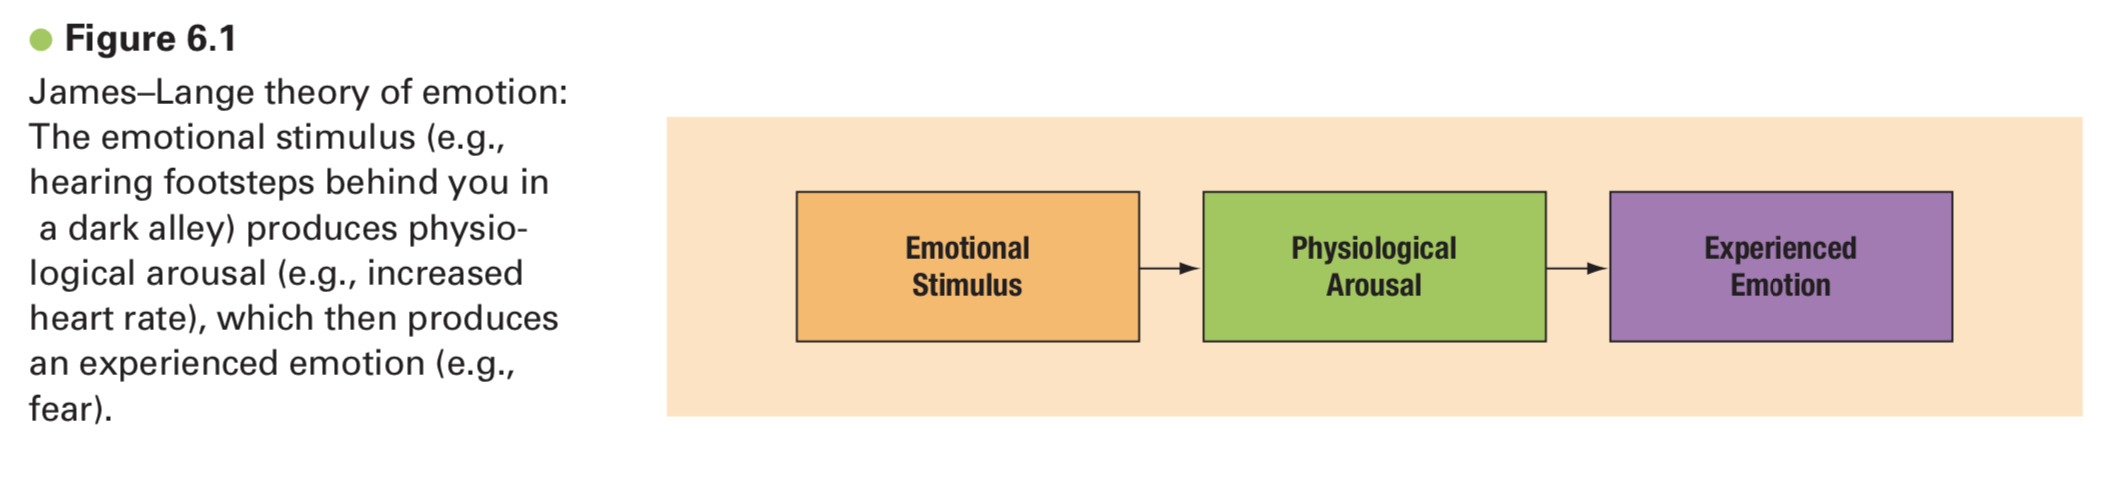 Figure 6.1
James–Lange theory of emotion:
The emotional stimulus (e.g.,
hearing footsteps behind you in
a dark alley) produces physio-
logical arousal (e.g., increased
heart rate), which then produces
an experienced emotion (e.g.,
fear).
Emotional
Stimulus
Physiological
Arousal
Experienced
Emotion